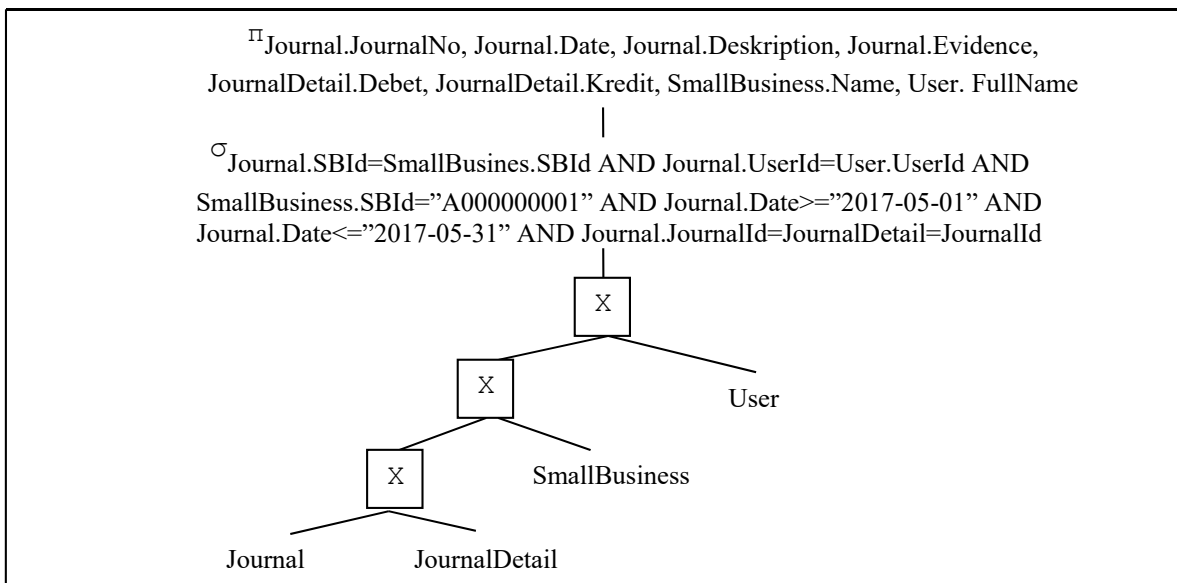 πJournal.JournalNo, Journal.Date, Journal.Deskription, Journal.Evidence,
JournalDetail.Debet, JournalDetail.Kredit, SmallBusiness.Name, User. FullName
σJournal.SBId=SmallBusines.SBId AND Journal.UserId=User.UserId AND
SmallBusiness.SBId=”A000000001” AND Journal.Date>=”2017-05-01” AND
Journal.Date<=”2017-05-31” AND Journal.JournalId=JournalDetail=JournalId
X
X
User
X
SmallBusiness
Journal
JournalDetail